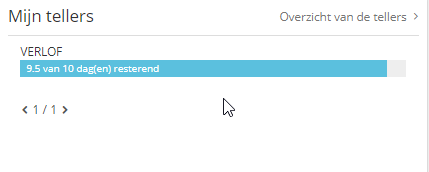 Mijn tellers
Overzicht van de tellers
VERLOF
9.5 van 10 dag(en) resterend
1 / 1